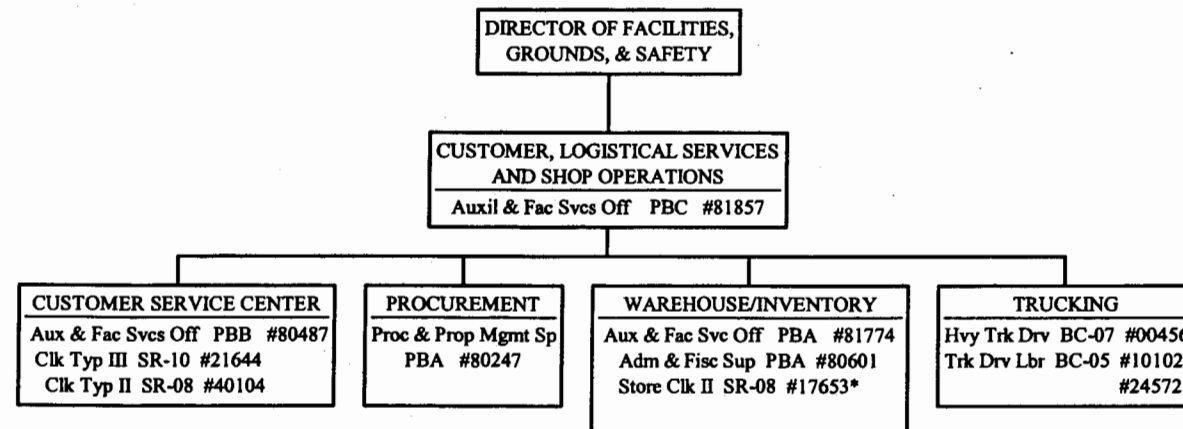 DIRECTOR OF FACILITIES,
GROUNDS, & SAFETY
CUSTOMER, LOGISTICAL SERVICES
AND SHOP OPERATIONS
Auxil & Fac Svcs Off PBC #81857
CUSTOMER SERVICE CENTER
Aux & Fac Svcs Off PBB #80487
Clk Typ III SR-10 #21644
Clk Typ II SR-08 #40104
PROCUREMENT
Proc & Prop Mgmt Sp
PBA #80247
WAREHOUSE/INVENTORY
Aux & Fac Svc Off PBA #81774
Adm & Fisc Sup PBA #80601
Store Clk II SR-08 #17653*
TRUCKING
Hvy Trk Drv BC-07 #00456
Trk Drv Lbr BC-05 #10102
#24572